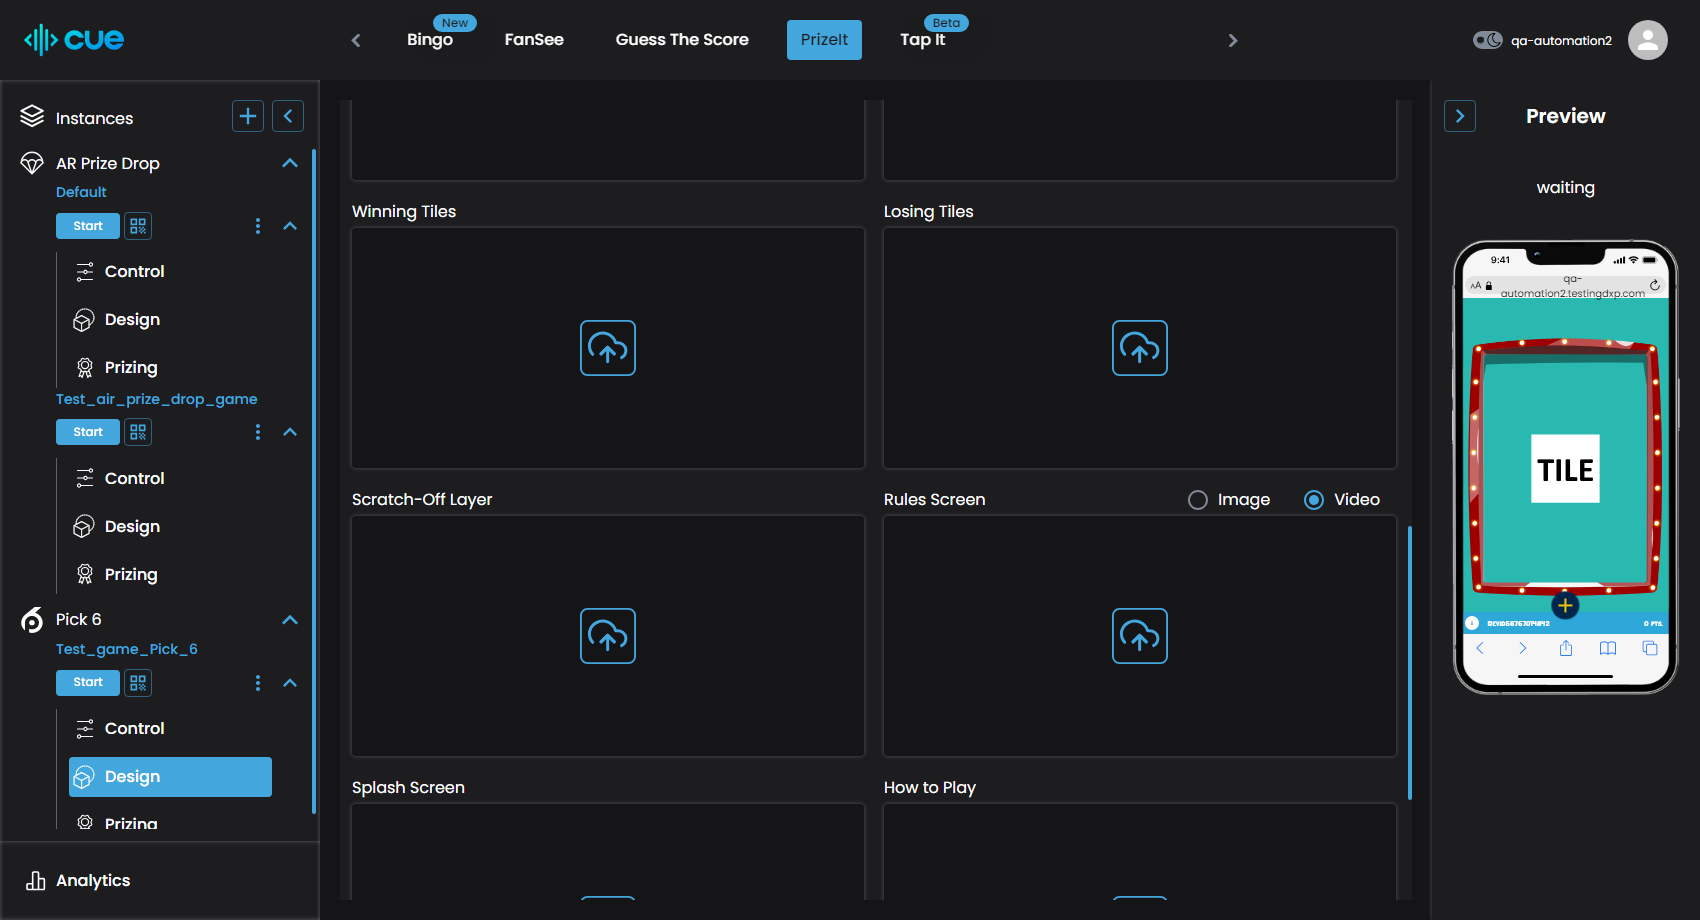 cue
New
Bingo
FanSee
Guess The Score
PrizeIt
Beta
Tap It
qa-automation2
Instances
AR Prize Drop
Default
Start
Control
Design
Prizing
Test_air_prize_drop_game
Start
Control
Design
Prizing
Pick 6
Test_game_Pick_6
Start
Control
Design
Prizing
Analytics
Winning Tiles
Losing Tiles
Scratch-Off Layer
Rules Screen
Image
Video
Splash Screen
How to Play
Preview
waiting
9:41
AA
qa-
automation2.testingdxp.com
TILE
0 PTS.